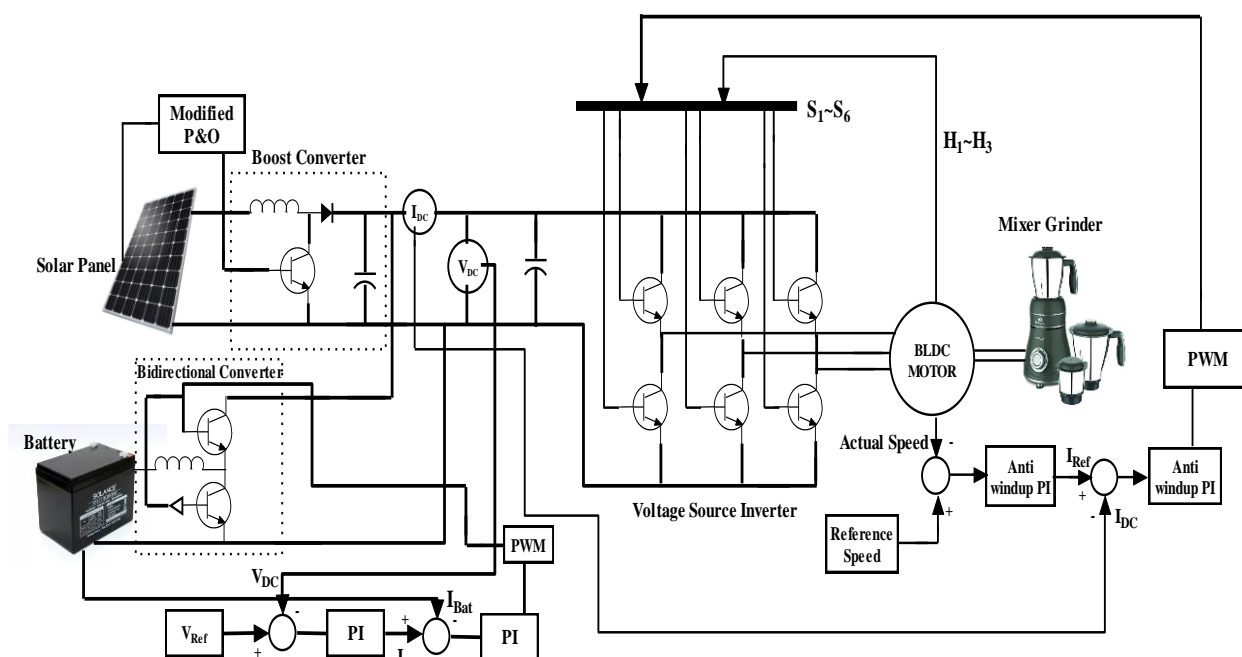 Modified
P&O
Boost Converter
S1~S6
H1~H3
IDC
VDC
Solar Panel
Mixer Grinder
BLDC
MOTOR
PWM
Bidirectional Converter
Battery
SOLANCE
Actual Speed
-
Anti
windup PI
IRef
+
-
IDC
Anti
windup PI
+
Reference
Speed
Voltage Source Inverter
PWM
VDC
-
VRef
+
PI
+
I
IBat
-
PI